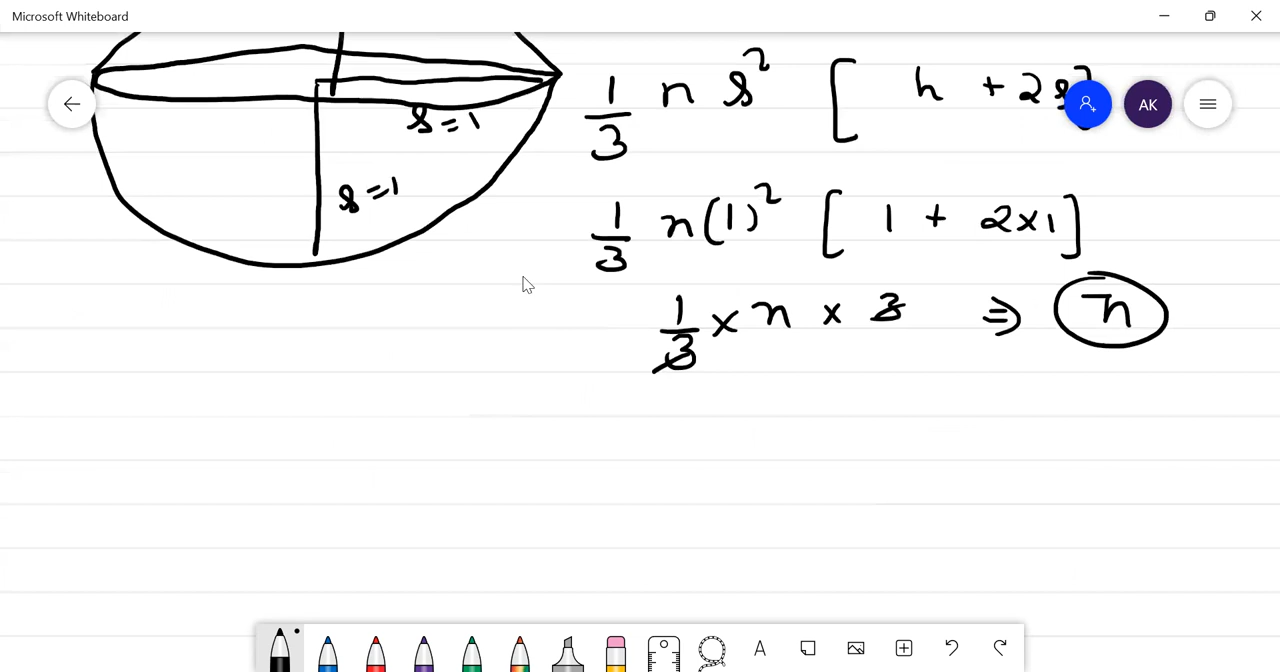 Microsoft Whiteboard
1/3 π r² [ h + 2r ]
AK
r = 1
r = 1
1/3 π (1)² [ 1 + 2×1 ]
1/3 × π × 3 ⇒ π
A